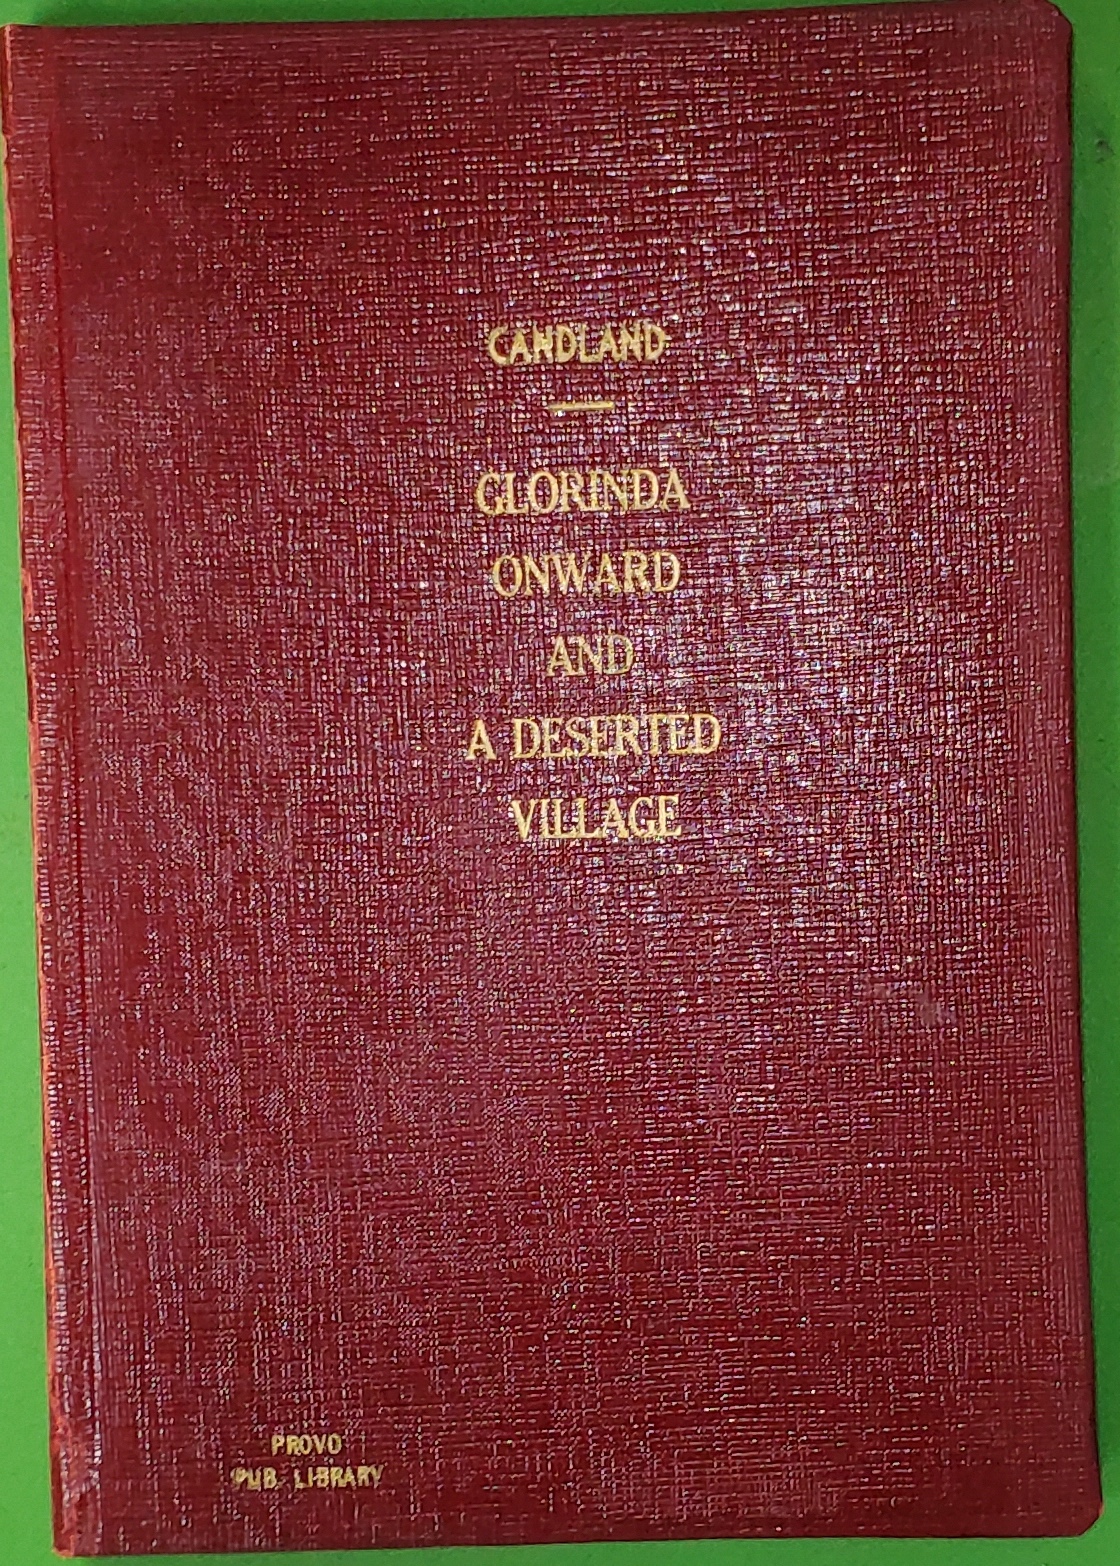 CANDLAND
GLORINDA
ONWARD
AND
A DESERTED
VILLAGE
PROVO
PUB. LIBRARY